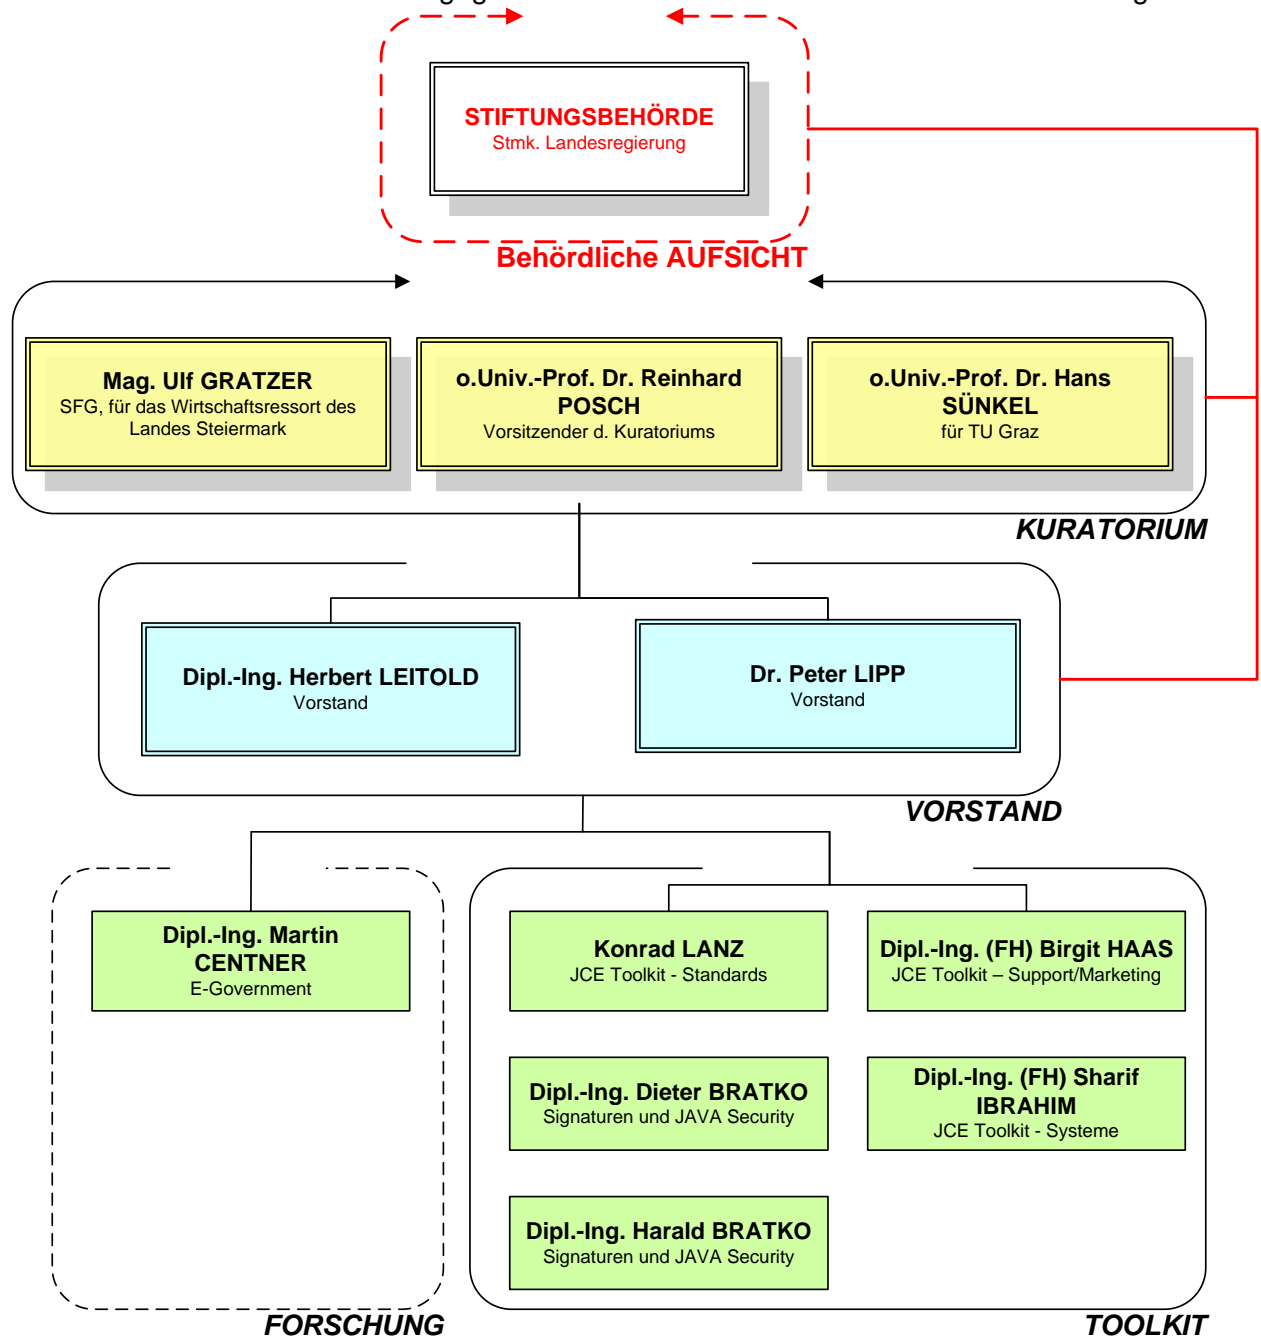 STIFTUNGSBEHÖRDE
Stmk. Landesregierung
Behördliche AUFSICHT
Mag. Ulf GRATZER
SFG, für das Wirtschaftsressort des
Landes Steiermark
o.Univ.-Prof. Dr. Reinhard
POSCH
Vorsitzender d. Kuratoriums
o.Univ.-Prof. Dr. Hans
SÜNKEL
für TU Graz
KURATORIUM
Dipl.-Ing. Herbert LEITOLD
Vorstand
Dr. Peter LIPP
Vorstand
VORSTAND
Dipl.-Ing. Martin
CENTNER
E-Government
Konrad LANZ
JCE Toolkit - Standards
Dipl.-Ing. (FH) Birgit HAAS
JCE Toolkit – Support/Marketing
Dipl.-Ing. Dieter BRATKO
Signaturen und JAVA Security
Dipl.-Ing. (FH) Sharif
IBRAHIM
JCE Toolkit - Systeme
Dipl.-Ing. Harald BRATKO
Signaturen und JAVA Security
FORSCHUNG
TOOLKIT